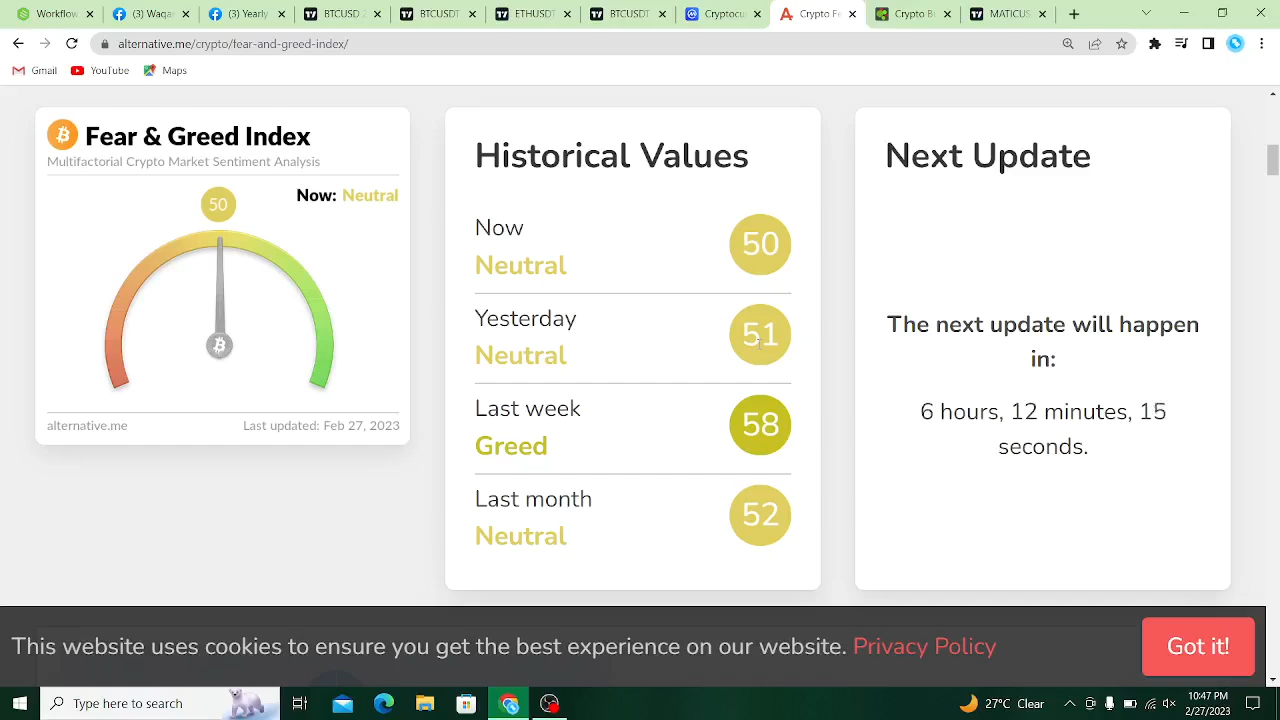 Workfl
(2) Waqa
(3) Yearly
BTCUSD 2
BTCUSDT
ETHUSDT
BTCUSDT
Cryptocu
Crypto Fe
Crypto Bu
MATICUS
alternative.me/crypto/fear-and-greed-index/
Gmail
YouTube
Maps
Fear & Greed Index
Multifactorial Crypto Market Sentiment Analysis
Now: Neutral
50
alternative.me
Last updated: Feb 27, 2023
Historical Values
Now
Neutral
50
Yesterday
Neutral
51
Last week
Greed
58
Last month
Neutral
52
Next Update
The next update will happen
in:
6 hours, 12 minutes, 15
seconds.
This website uses cookies to ensure you get the best experience on our website. Privacy Policy
Got it!
Type here to search
27°C Clear
10:47 PM
2/27/2023